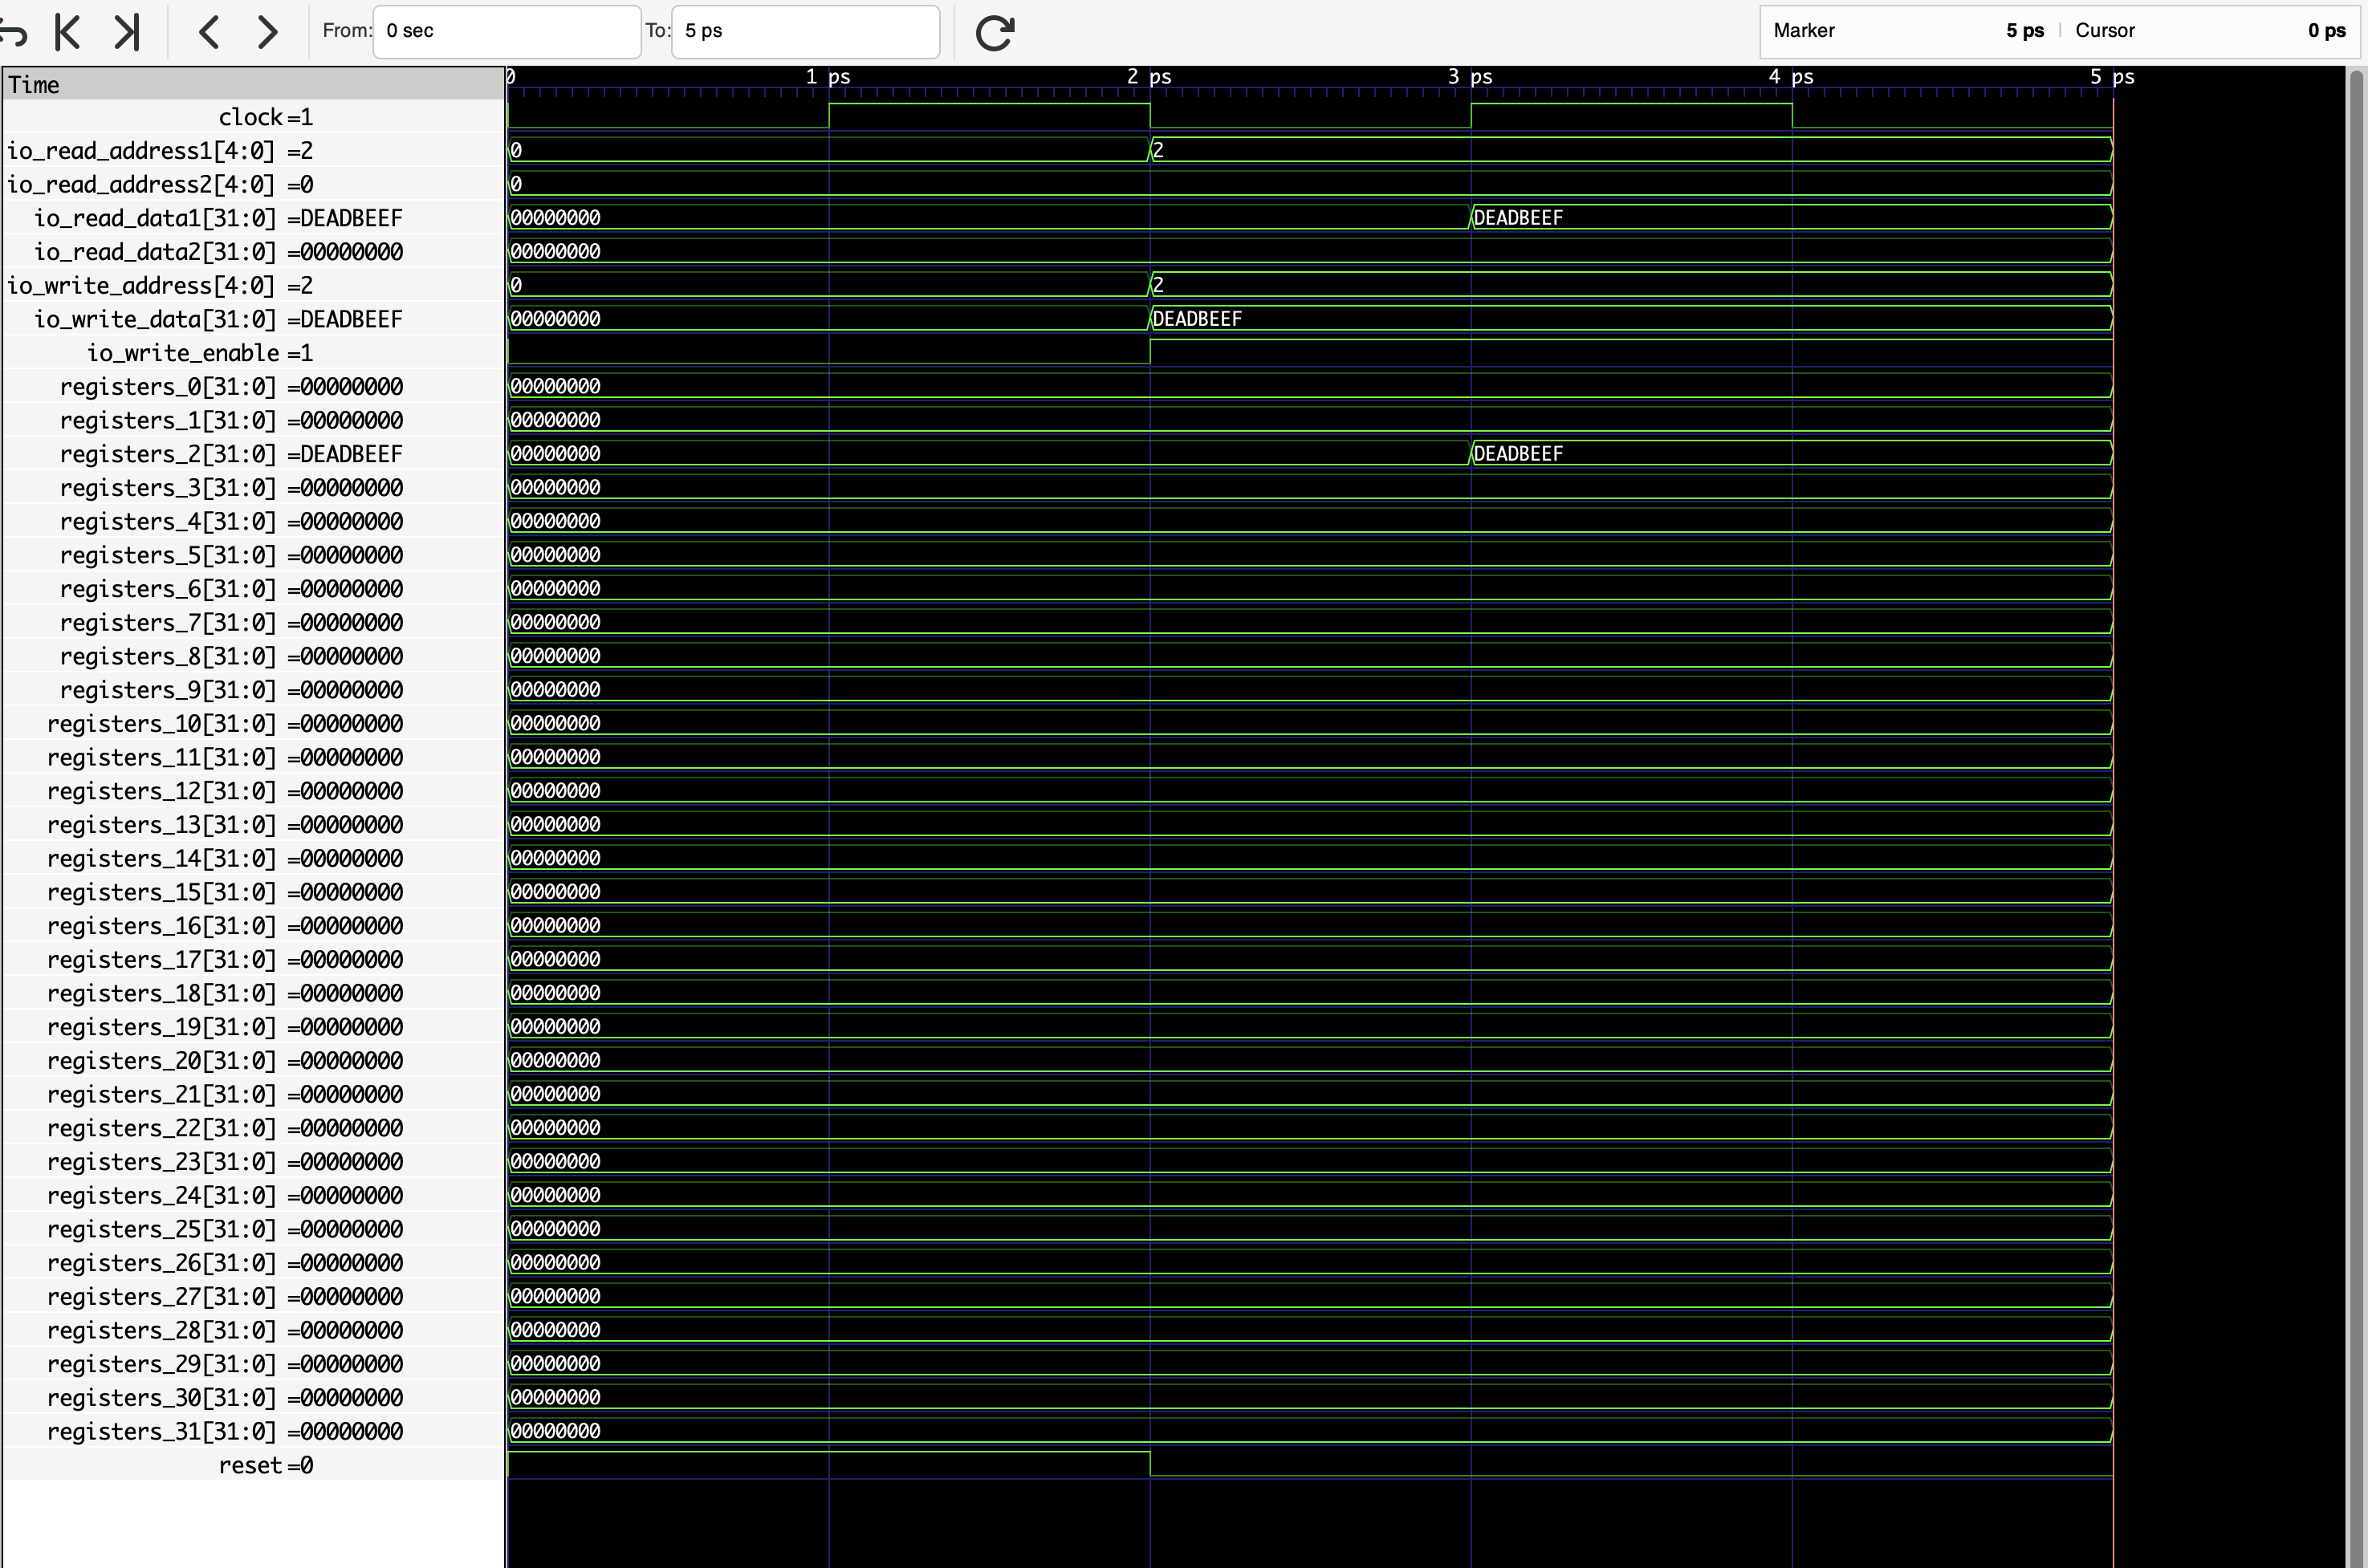 From: 0 sec To: 5 ps Marker 5 ps Cursor 0 ps
Time 0 1 ps 2 ps 3 ps 4 ps 5 ps
clock =1
io_read_address1[4:0] =2 0 2
io_read_address2[4:0] =0 0
io_read_data1[31:0] =DEADBEEF 00000000 DEADBEEF
io_read_data2[31:0] =00000000 00000000
io_write_address[4:0] =2 0 2
io_write_data[31:0] =DEADBEEF 00000000 DEADBEEF
io_write_enable =1
registers_0[31:0] =00000000 00000000
registers_1[31:0] =00000000 00000000
registers_2[31:0] =DEADBEEF 00000000 DEADBEEF
registers_3[31:0] =00000000 00000000
registers_4[31:0] =00000000 00000000
registers_5[31:0] =00000000 00000000
registers_6[31:0] =00000000 00000000
registers_7[31:0] =00000000 00000000
registers_8[31:0] =00000000 00000000
registers_9[31:0] =00000000 00000000
registers_10[31:0] =00000000 00000000
registers_11[31:0] =00000000 00000000
registers_12[31:0] =00000000 00000000
registers_13[31:0] =00000000 00000000
registers_14[31:0] =00000000 00000000
registers_15[31:0] =00000000 00000000
registers_16[31:0] =00000000 00000000
registers_17[31:0] =00000000 00000000
registers_18[31:0] =00000000 00000000
registers_19[31:0] =00000000 00000000
registers_20[31:0] =00000000 00000000
registers_21[31:0] =00000000 00000000
registers_22[31:0] =00000000 00000000
registers_23[31:0] =00000000 00000000
registers_24[31:0] =00000000 00000000
registers_25[31:0] =00000000 00000000
registers_26[31:0] =00000000 00000000
registers_27[31:0] =00000000 00000000
registers_28[31:0] =00000000 00000000
registers_29[31:0] =00000000 00000000
registers_30[31:0] =00000000 00000000
registers_31[31:0] =00000000 00000000
reset =0